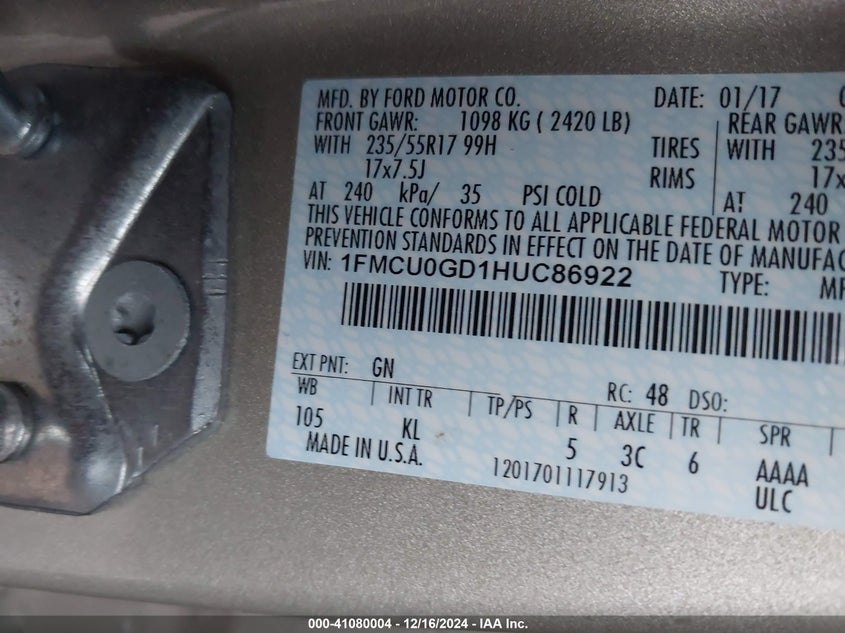 MFD. BY FORD MOTOR CO. DATE: 01/17
FRONT GAWR: 1098 KG ( 2420 LB) REAR GAWR
WITH 235/55R17 99H TIRES WITH 235
17x7.5J RIMS 17x
AT 240 kPa/ 35 PSI COLD AT 240
THIS VEHICLE CONFORMS TO ALL APPLICABLE FEDERAL MOTOR
PREVENTION STANDARDS IN EFFECT ON THE DATE OF MANUFAC
VIN: 1FMCU0GD1HUC86922 TYPE: MP
EXT PNT: GN RC: 48 DSO:
WB INT TR TP/PS R AXLE TR SPR
105 KL 5 3C 6 AAAA
MADE IN U.S.A. 1201701117913 ULC
000-41080004 - 12/16/2024 - IAA Inc.